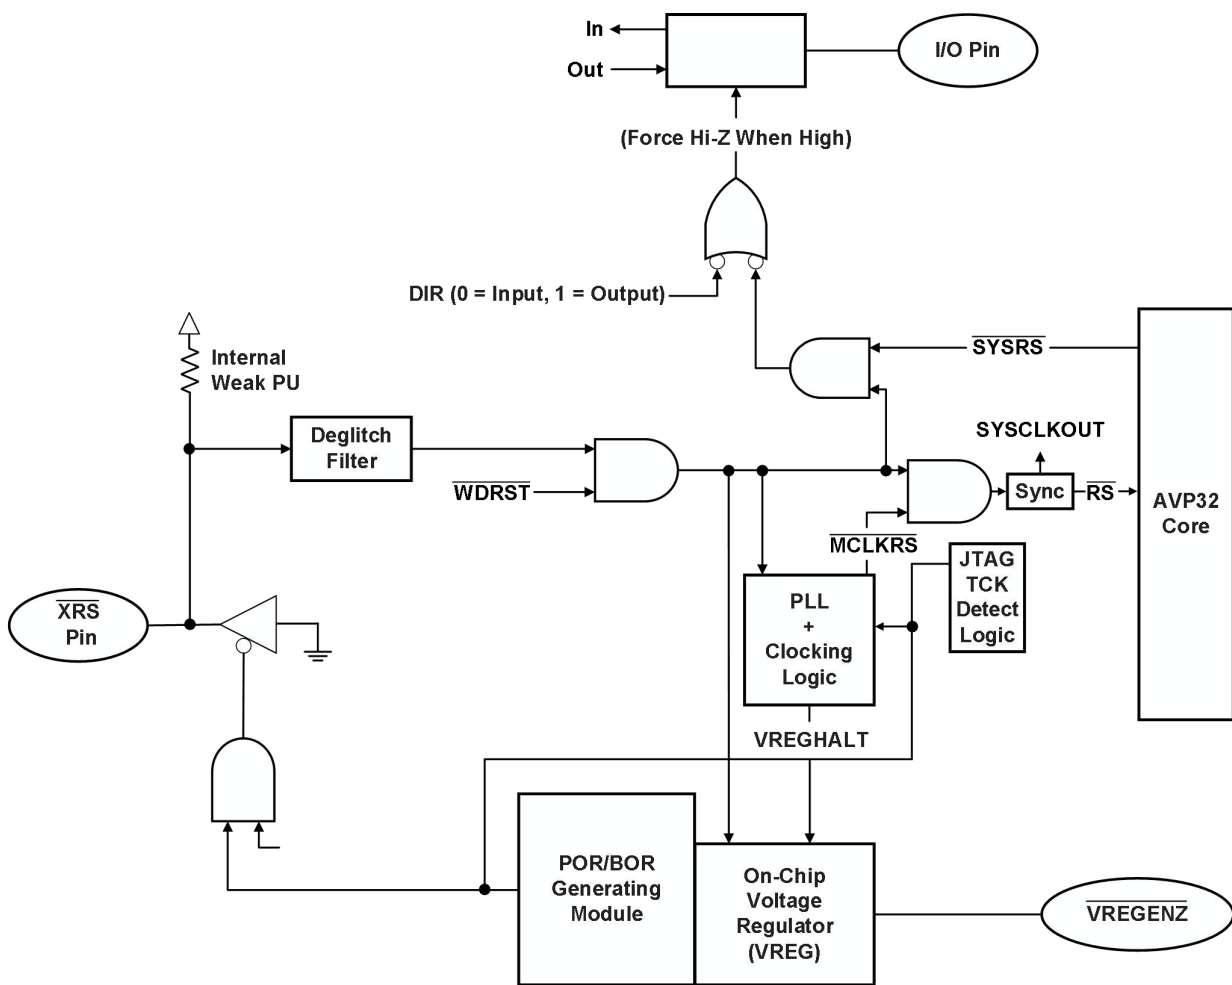 In
Out
I/O Pin
(Force Hi-Z When High)
DIR (0 = Input, 1 = Output)
Internal
Weak PU
SYSRS
Deglitch
Filter
WDRST
SYSCLKOUT
Sync
RS
AVP32
Core
MCLKRS
JTAG
TCK
Detect
Logic
XRS
Pin
PLL
+
Clocking
Logic
VREGHALT
POR/BOR
Generating
Module
On-Chip
Voltage
Regulator
(VREG)
VREGENZ